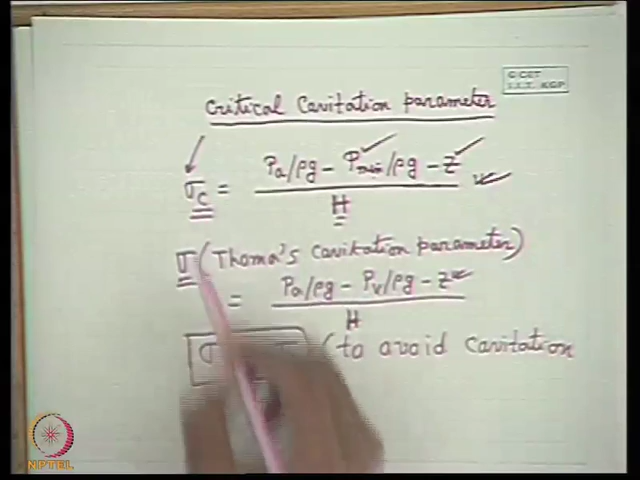 © CET
I.I.T. KGP
Critical Cavitation parameter
σc = (Pa/ρg − Pmin/ρg − z) / H
σ (Thoma's cavitation parameter)
= (Pa/ρg − Pv/ρg − z) / H
σ (to avoid cavitation
NPTEL